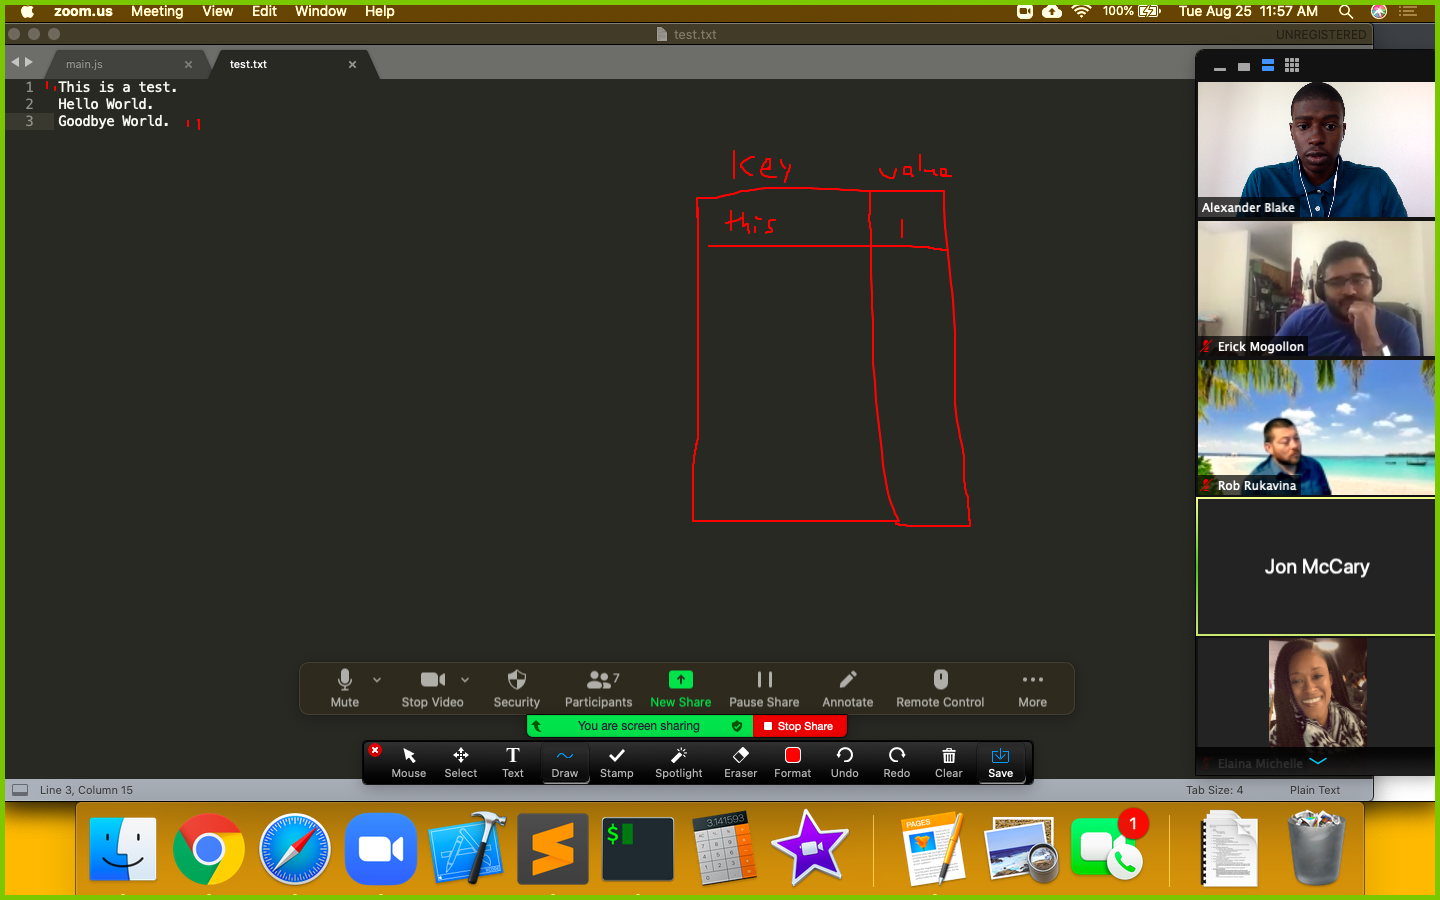 zoom.us Meeting View Edit Window Help 100% Tue Aug 25 11:57 AM
test.txt UNREGISTERED
main.js test.txt
1 This is a test.
2 Hello World.
3 Goodbye World.
Key value
this 1
Alexander Blake
Erick Mogollon
Rob Rukavina
Jon McCary
Elaina Michelle
Mute Stop Video Security Participants 7 New Share Pause Share Annotate Remote Control More
You are screen sharing Stop Share
Mouse Select Text Draw Stamp Spotlight Eraser Format Undo Redo Clear Save
Line 3, Column 15 Tab Size: 4 Plain Text
3.141593
PAGES
1